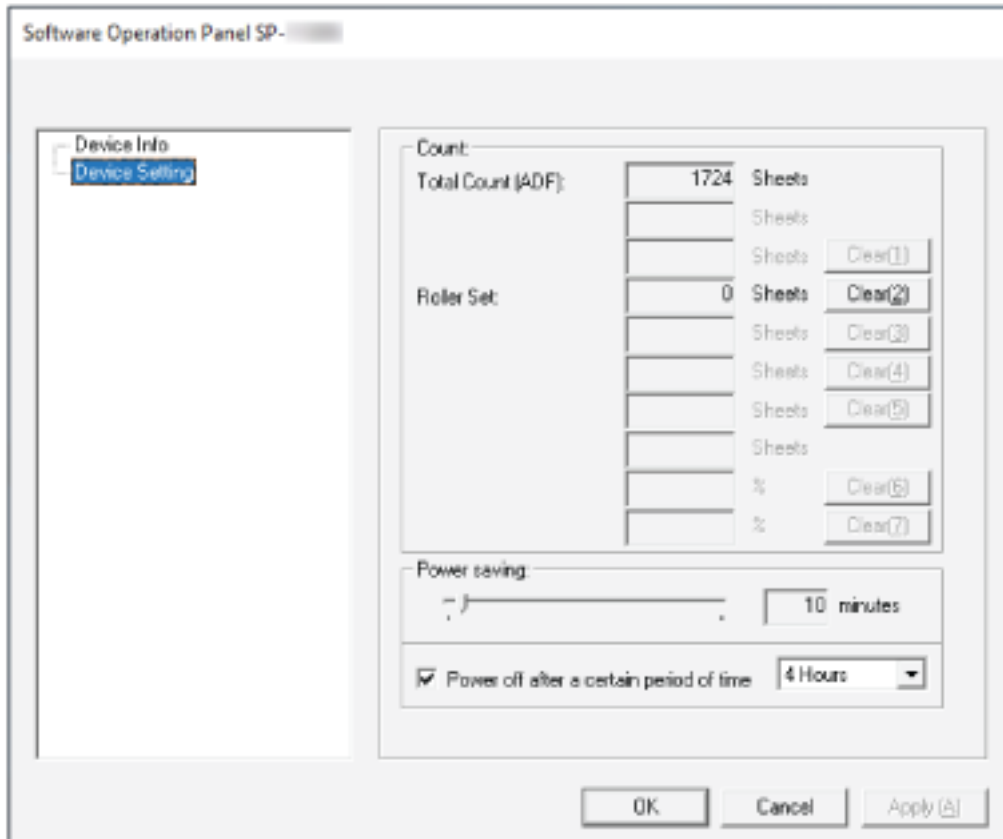 Software Operation Panel SP-
Device Info
Device Setting
Count:
Total Count (ADF): 1724 Sheets
Sheets
Sheets Clear(1)
Roller Set: 0 Sheets Clear(2)
Sheets Clear(3)
Sheets Clear(4)
Sheets Clear(5)
Sheets
% Clear(6)
% Clear(7)
Power saving:
10 minutes
Power off after a certain period of time 4 Hours
OK Cancel Apply (A)